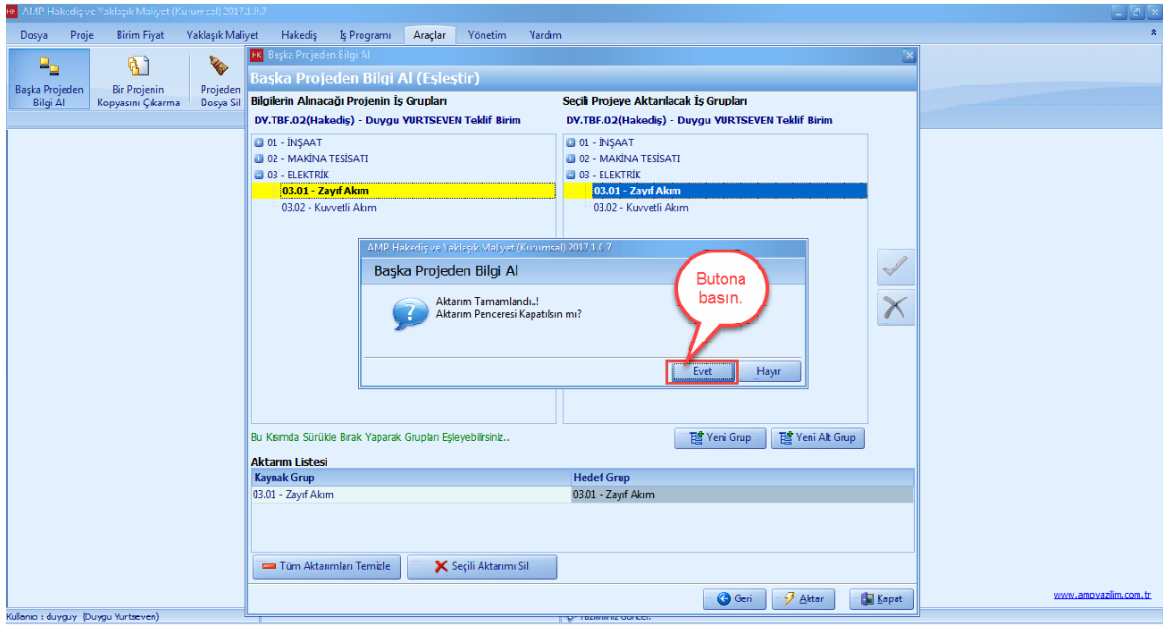 AMP Hakediş ve Yaklaşık Maliyet (Kurumsal) 2017.1.0.7
Dosya Proje Birim Fiyat Yaklaşık Maliyet Hakediş İş Programı Araçlar Yönetim Yardım
Başka Projeden Bilgi Al
Bir Projenin Kopyasını Çıkarma
Projeden Dosya Sil
Başka Projeden Bilgi Al
Başka Projeden Bilgi Al (Eşleştir)
Bilgilerin Alınacağı Projenin İş Grupları
Seçili Projeye Aktarılacak İş Grupları
DV.TBF.02(Hakediş) - Duygu YURTSEVEN Teklif Birim
DV.TBF.02(Hakediş) - Duygu YURTSEVEN Teklif Birim
01 - İNŞAAT
02 - MAKİNA TESİSATI
03 - ELEKTRİK
03.01 - Zayıf Akım
03.02 - Kuvvetli Akım
01 - İNŞAAT
02 - MAKİNA TESİSATI
03 - ELEKTRİK
03.01 - Zayıf Akım
03.02 - Kuvvetli Akım
AMP Hakediş ve Yaklaşık Maliyet (Kurumsal) 2017.1.0.7
Başka Projeden Bilgi Al
Aktarım Tamamlandı..!
Aktarım Penceresi Kapatılsın mı?
Butona
basın.
Evet Hayır
Bu Kısımda Sürükle Bırak Yaparak Grupları Eşleyebilirsiniz..
Yeni Grup Yeni Alt Grup
Aktarım Listesi
Kaynak Grup Hedef Grup
03.01 - Zayıf Akım 03.01 - Zayıf Akım
Tüm Aktarımları Temizle Seçili Aktarımı Sil
Geri Aktar Kapat
www.ampyazilim.com.tr
Kullanıcı : duyguy (Duygu Yurtseven)
Yazılımınız Güncel.